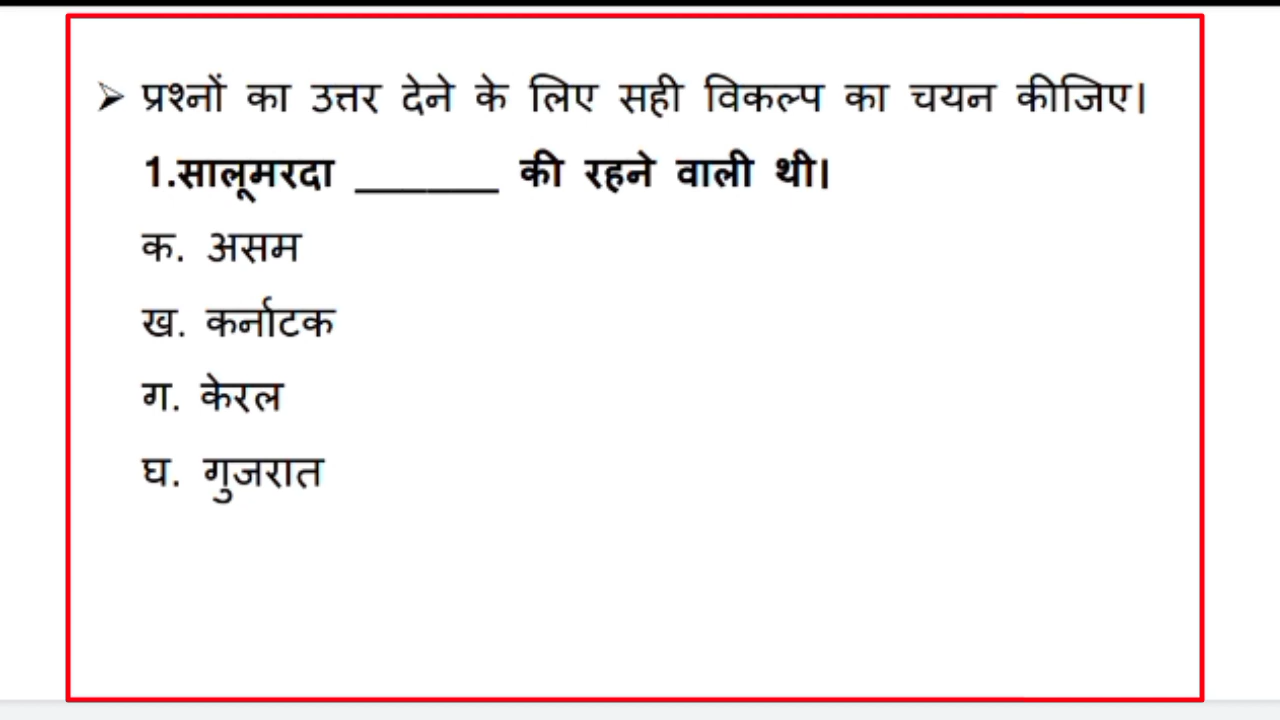 ➢ प्रश्नों का उत्तर देने के लिए सही विकल्प का चयन कीजिए।
1.सालूमरदा _______ की रहने वाली थी।
क. असम
ख. कर्नाटक
ग. केरल
घ. गुजरात